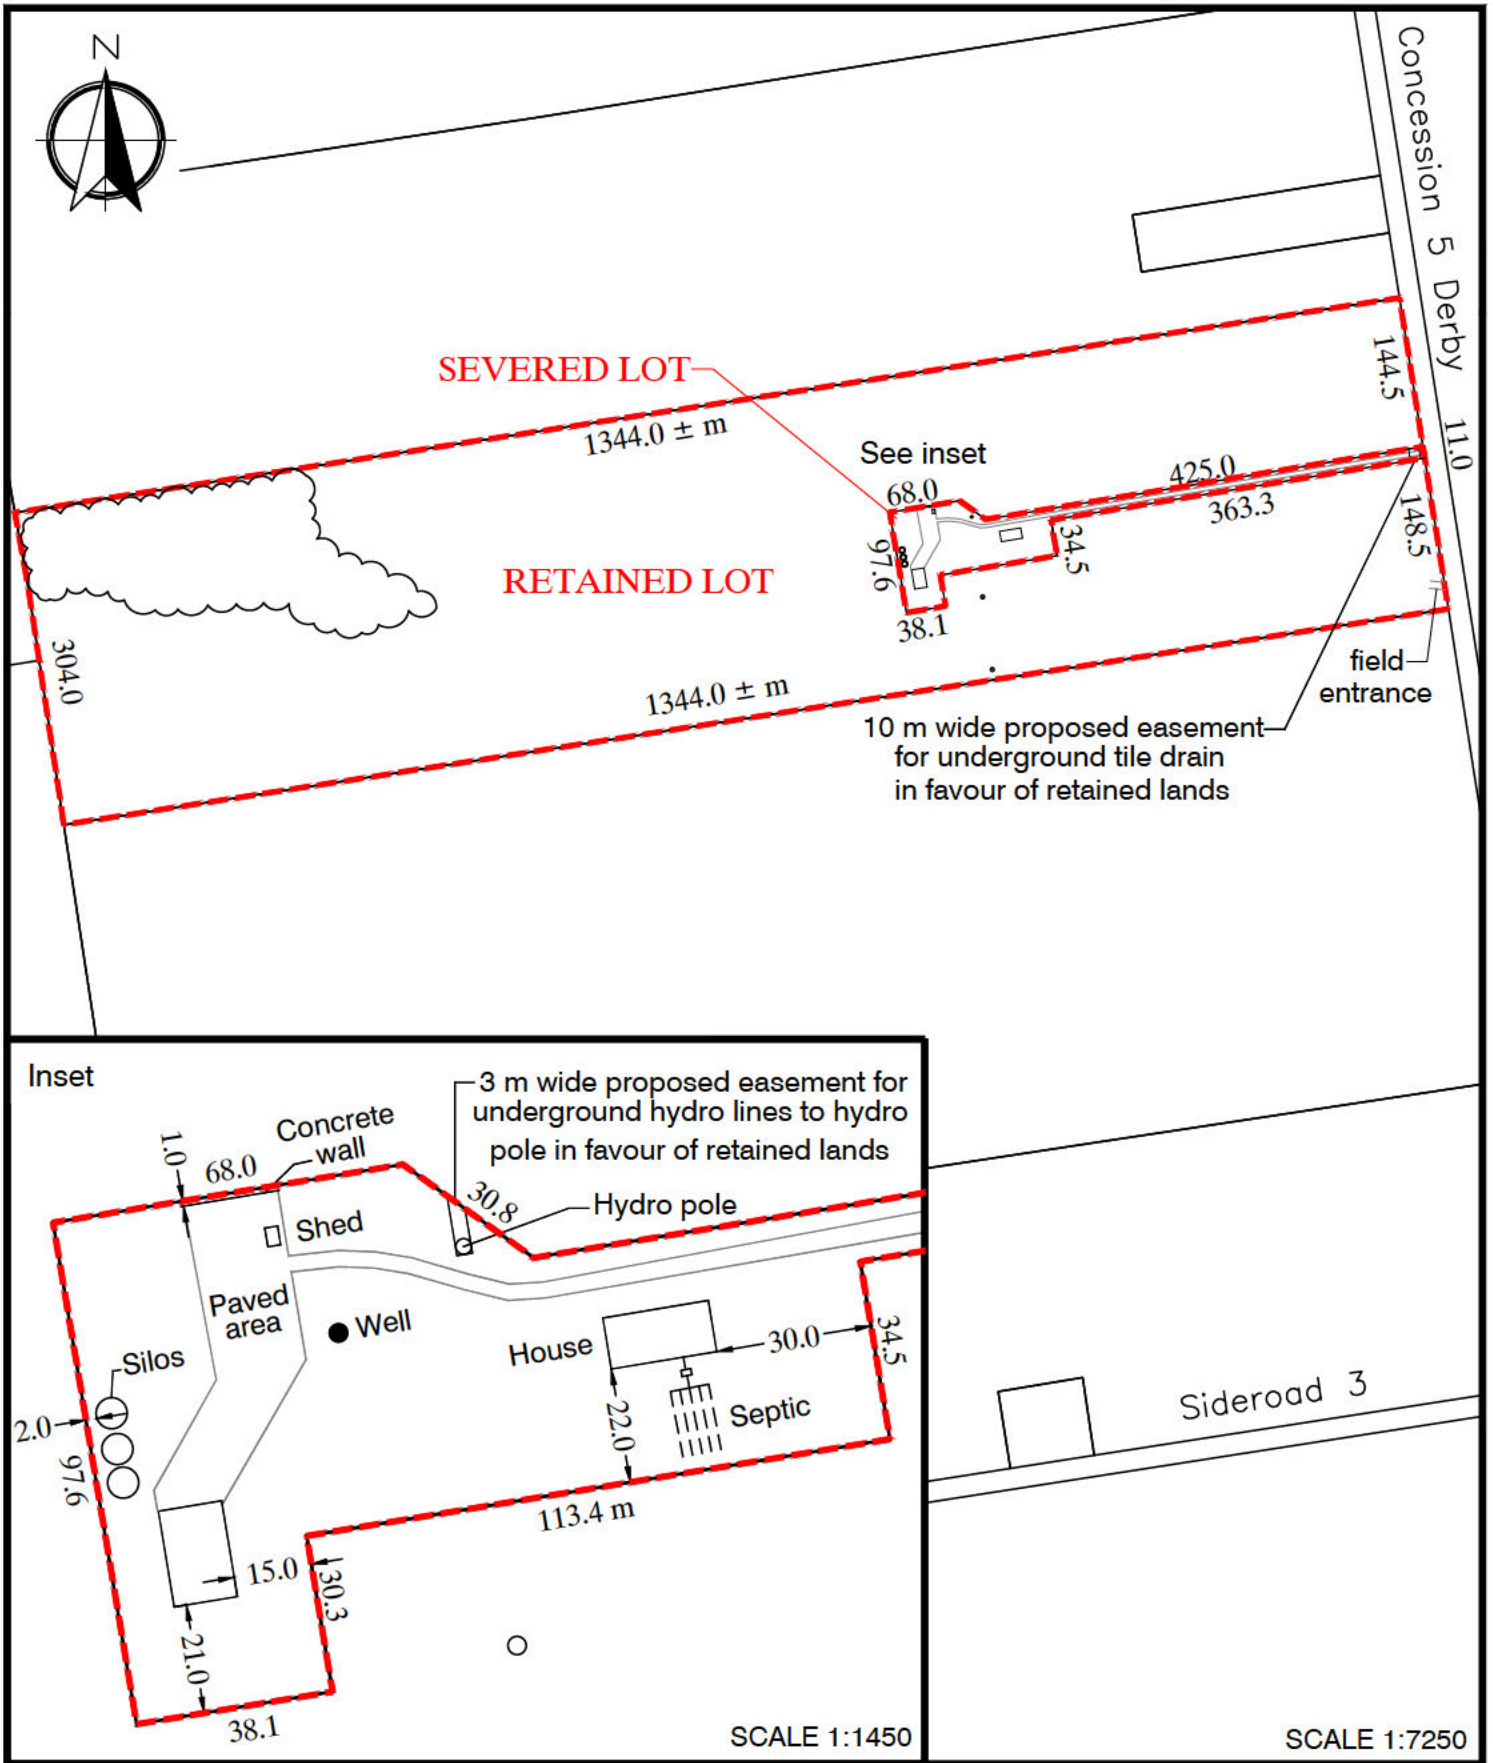 N
Concession 5 Derby
144.5
11.0
SEVERED LOT
1344.0 ± m
See inset
68.0
425.0
363.3
148.5
97.6
34.5
RETAINED LOT
38.1
304.0
1344.0 ± m
field
entrance
10 m wide proposed easement
for underground tile drain
in favour of retained lands
Inset
3 m wide proposed easement for
underground hydro lines to hydro
pole in favour of retained lands
Concrete
wall
1.0
68.0
30.8
Hydro pole
Shed
Paved
area
Well
House
30.0
34.5
Silos
2.0
22.0
Septic
97.6
113.4 m
15.0
30.3
21.0
38.1
SCALE 1:1450
Sideroad 3
SCALE 1:7250